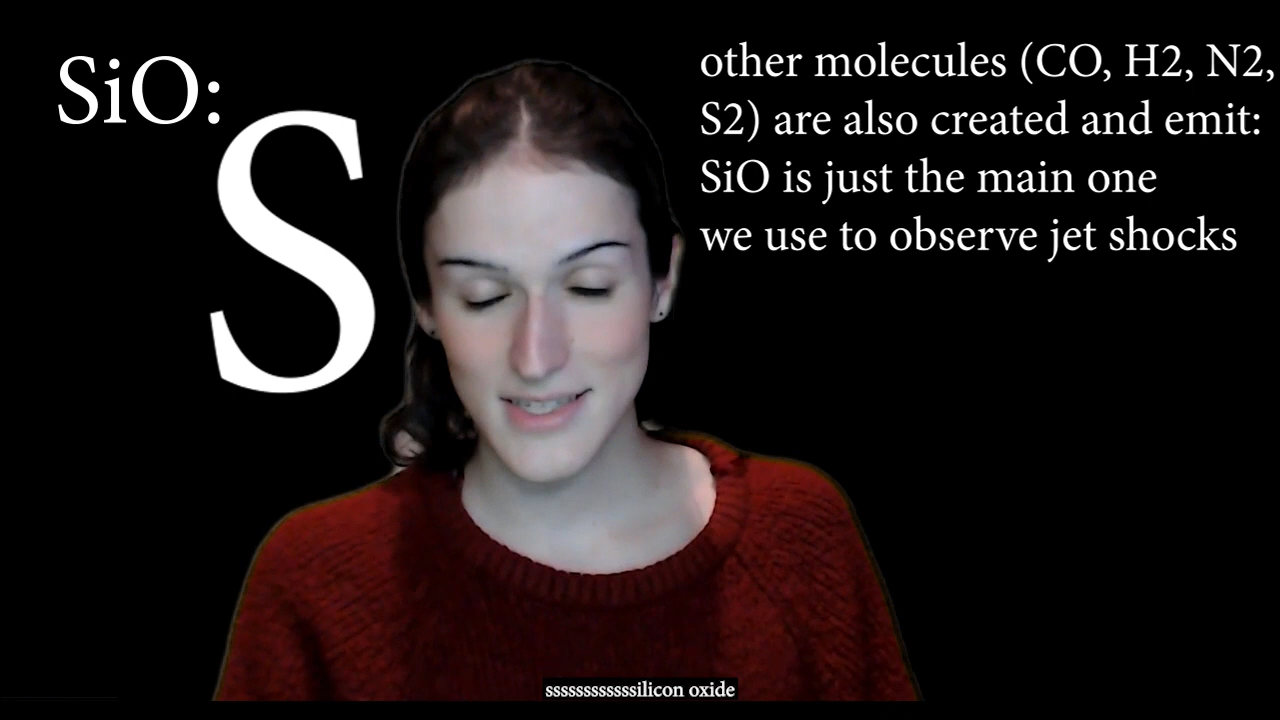 SiO:
S
other molecules (CO, H2, N2,
S2) are also created and emit:
SiO is just the main one
we use to observe jet shocks
sssssssssssssilicon oxide